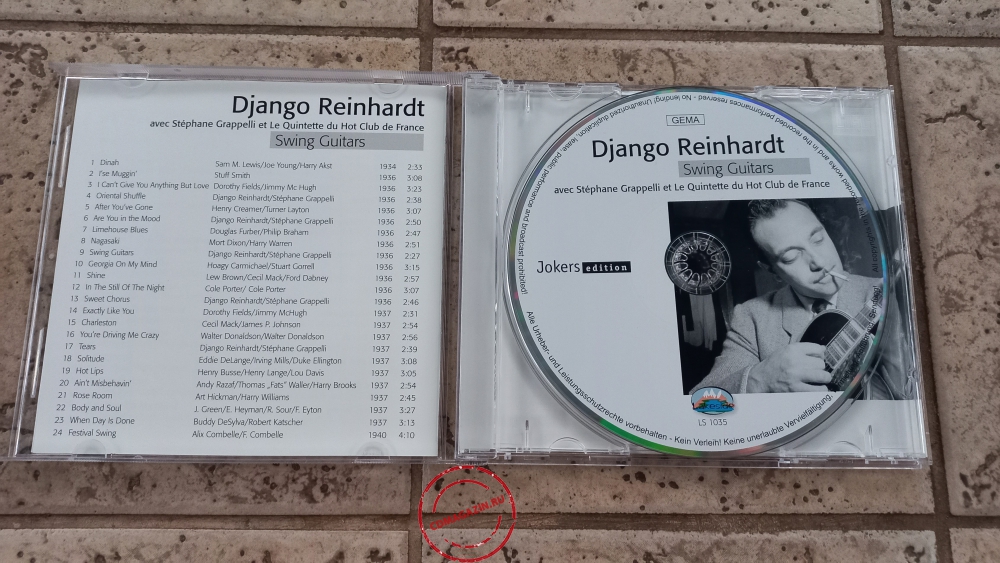 Django Reinhardt
avec Stéphane Grappelli et Le Quintette du Hot Club de France
Swing Guitars
1 Dinah Sam M. Lewis/Joe Young/Harry Akst 1934 2:33
2 I'se Muggin' Stuff Smith 1936 3:08
3 I Can't Give You Anything But Love Dorothy Fields/Jimmy Mc Hugh 1936 3:23
4 Oriental Shuffle Django Reinhardt/Stéphane Grappelli 1936 2:38
5 After You've Gone Henry Creamer/Turner Layton 1936 3:07
6 Are You in the Mood Django Reinhardt/Stéphane Grappelli 1936 2:50
7 Limehouse Blues Douglas Furber/Philip Braham 1936 2:47
8 Nagasaki Mort Dixon/Harry Warren 1936 2:51
9 Swing Guitars Django Reinhardt/Stéphane Grappelli 1936 2:27
10 Georgia On My Mind Hoagy Carmichael/Stuart Gorrell 1936 3:15
11 Shine Lew Brown/Cecil Mack/Ford Dabney 1936 2:57
12 In The Still Of The Night Cole Porter/ Cole Porter 1936 3:07
13 Sweet Chorus Django Reinhardt/Stéphane Grappelli 1936 2:46
14 Exactly Like You Dorothy Fields/Jimmy McHugh 1937 2:31
15 Charleston Cecil Mack/James P. Johnson 1937 2:54
16 You're Driving Me Crazy Walter Donaldson/Walter Donaldson 1937 2:56
17 Tears Django Reinhardt/Stéphane Grappelli 1937 2:39
18 Solitude Eddie DeLange/Irving Mills/Duke Ellington 1937 3:08
19 Hot Lips Henry Busse/Henry Lange/Lou Davis 1937 3:05
20 Ain't Misbehavin' Andy Razaf/Thomas „Fats" Waller/Harry Brooks 1937 2:54
21 Rose Room Art Hickman/Harry Williams 1937 2:45
22 Body and Soul J. Green/E. Heyman/R. Sour/F. Eyton 1937 3:27
23 When Day Is Done Buddy DeSylva/Robert Katscher 1937 3:13
24 Festival Swing Alix Combelle/F. Combelle 1940 4:10
GEMA
Django Reinhardt
Swing Guitars
avec Stéphane Grappelli et Le Quintette du Hot Club de France
Jokers edition
LS 1035
Alle Urheber- und Leistungsschutzrechte vorbehalten - Kein Verleih! Keine unerlaubte Vervielfältigung,
recorded performances reserved - No lending! Unauthorized duplication, lease, public performance and broadcast prohibited!